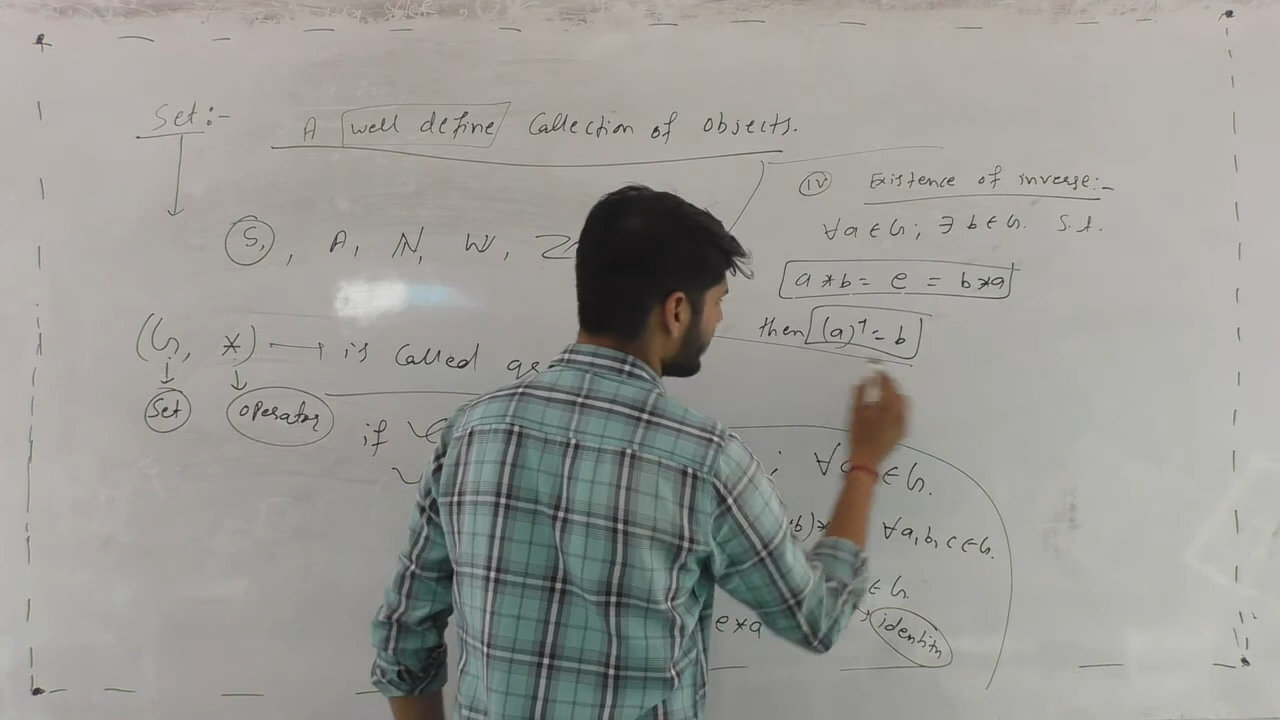 Set:-
A well define Collection of Objects.
S, , A, N, W, Z
(G, *) → is called
Set
operator
if
; ∀a ∈ G.
∀a,b,c ∈ G.
∈ G.
e*a
identity
(iv) Existence of inverse:-
∀a ∈ G; ∃ b ∈ G. s.t.
a*b = e = b*a
then (a)⁻¹ = b